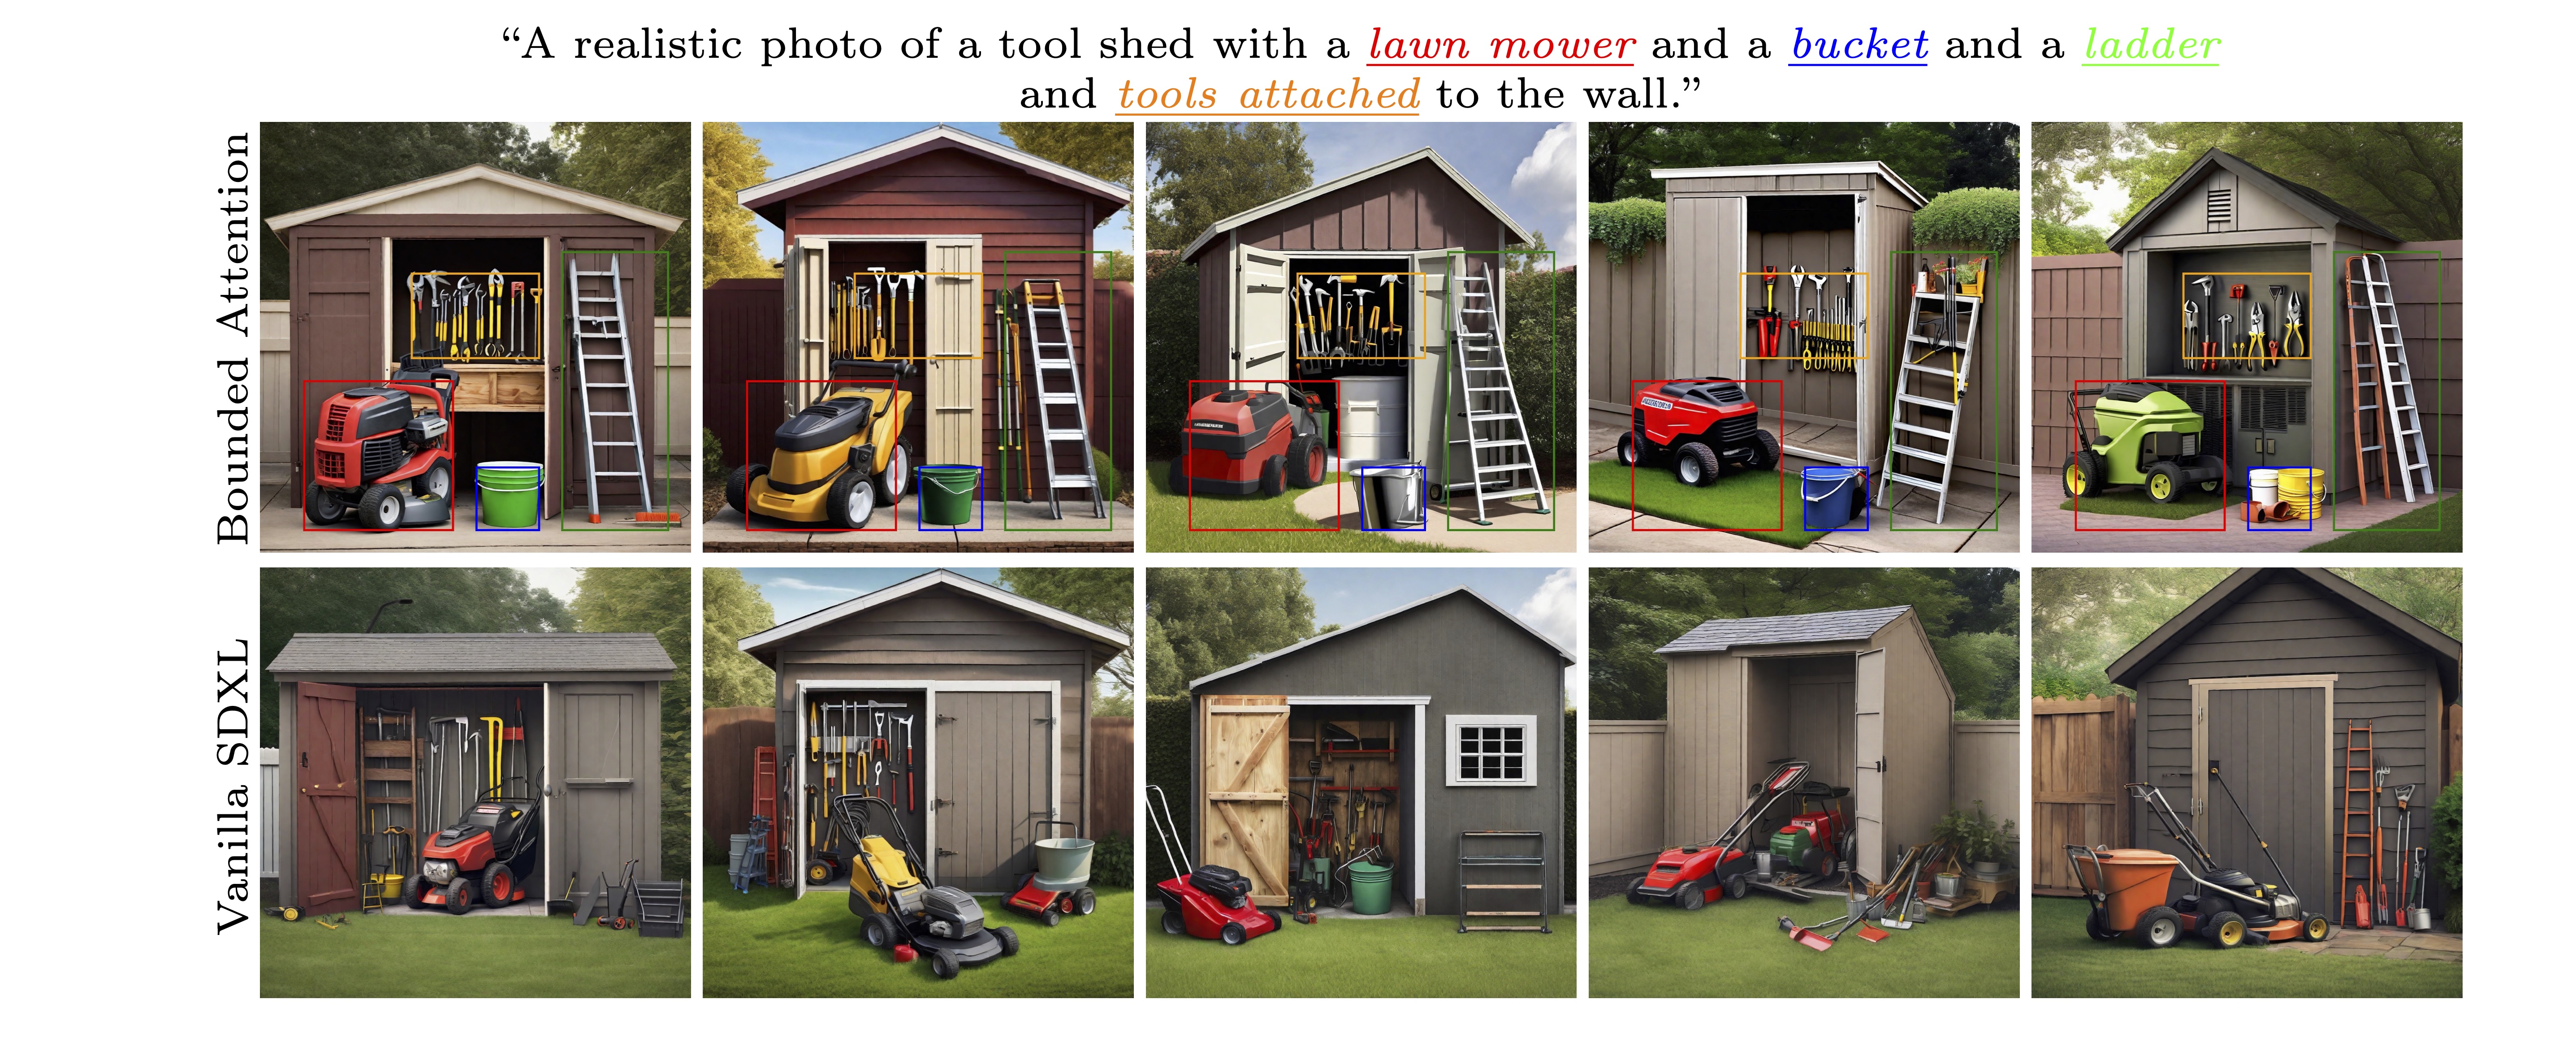 “A realistic photo of a tool shed with a lawn mower and a bucket and a ladder
and tools attached to the wall.”
Bounded Attention
Vanilla SDXL